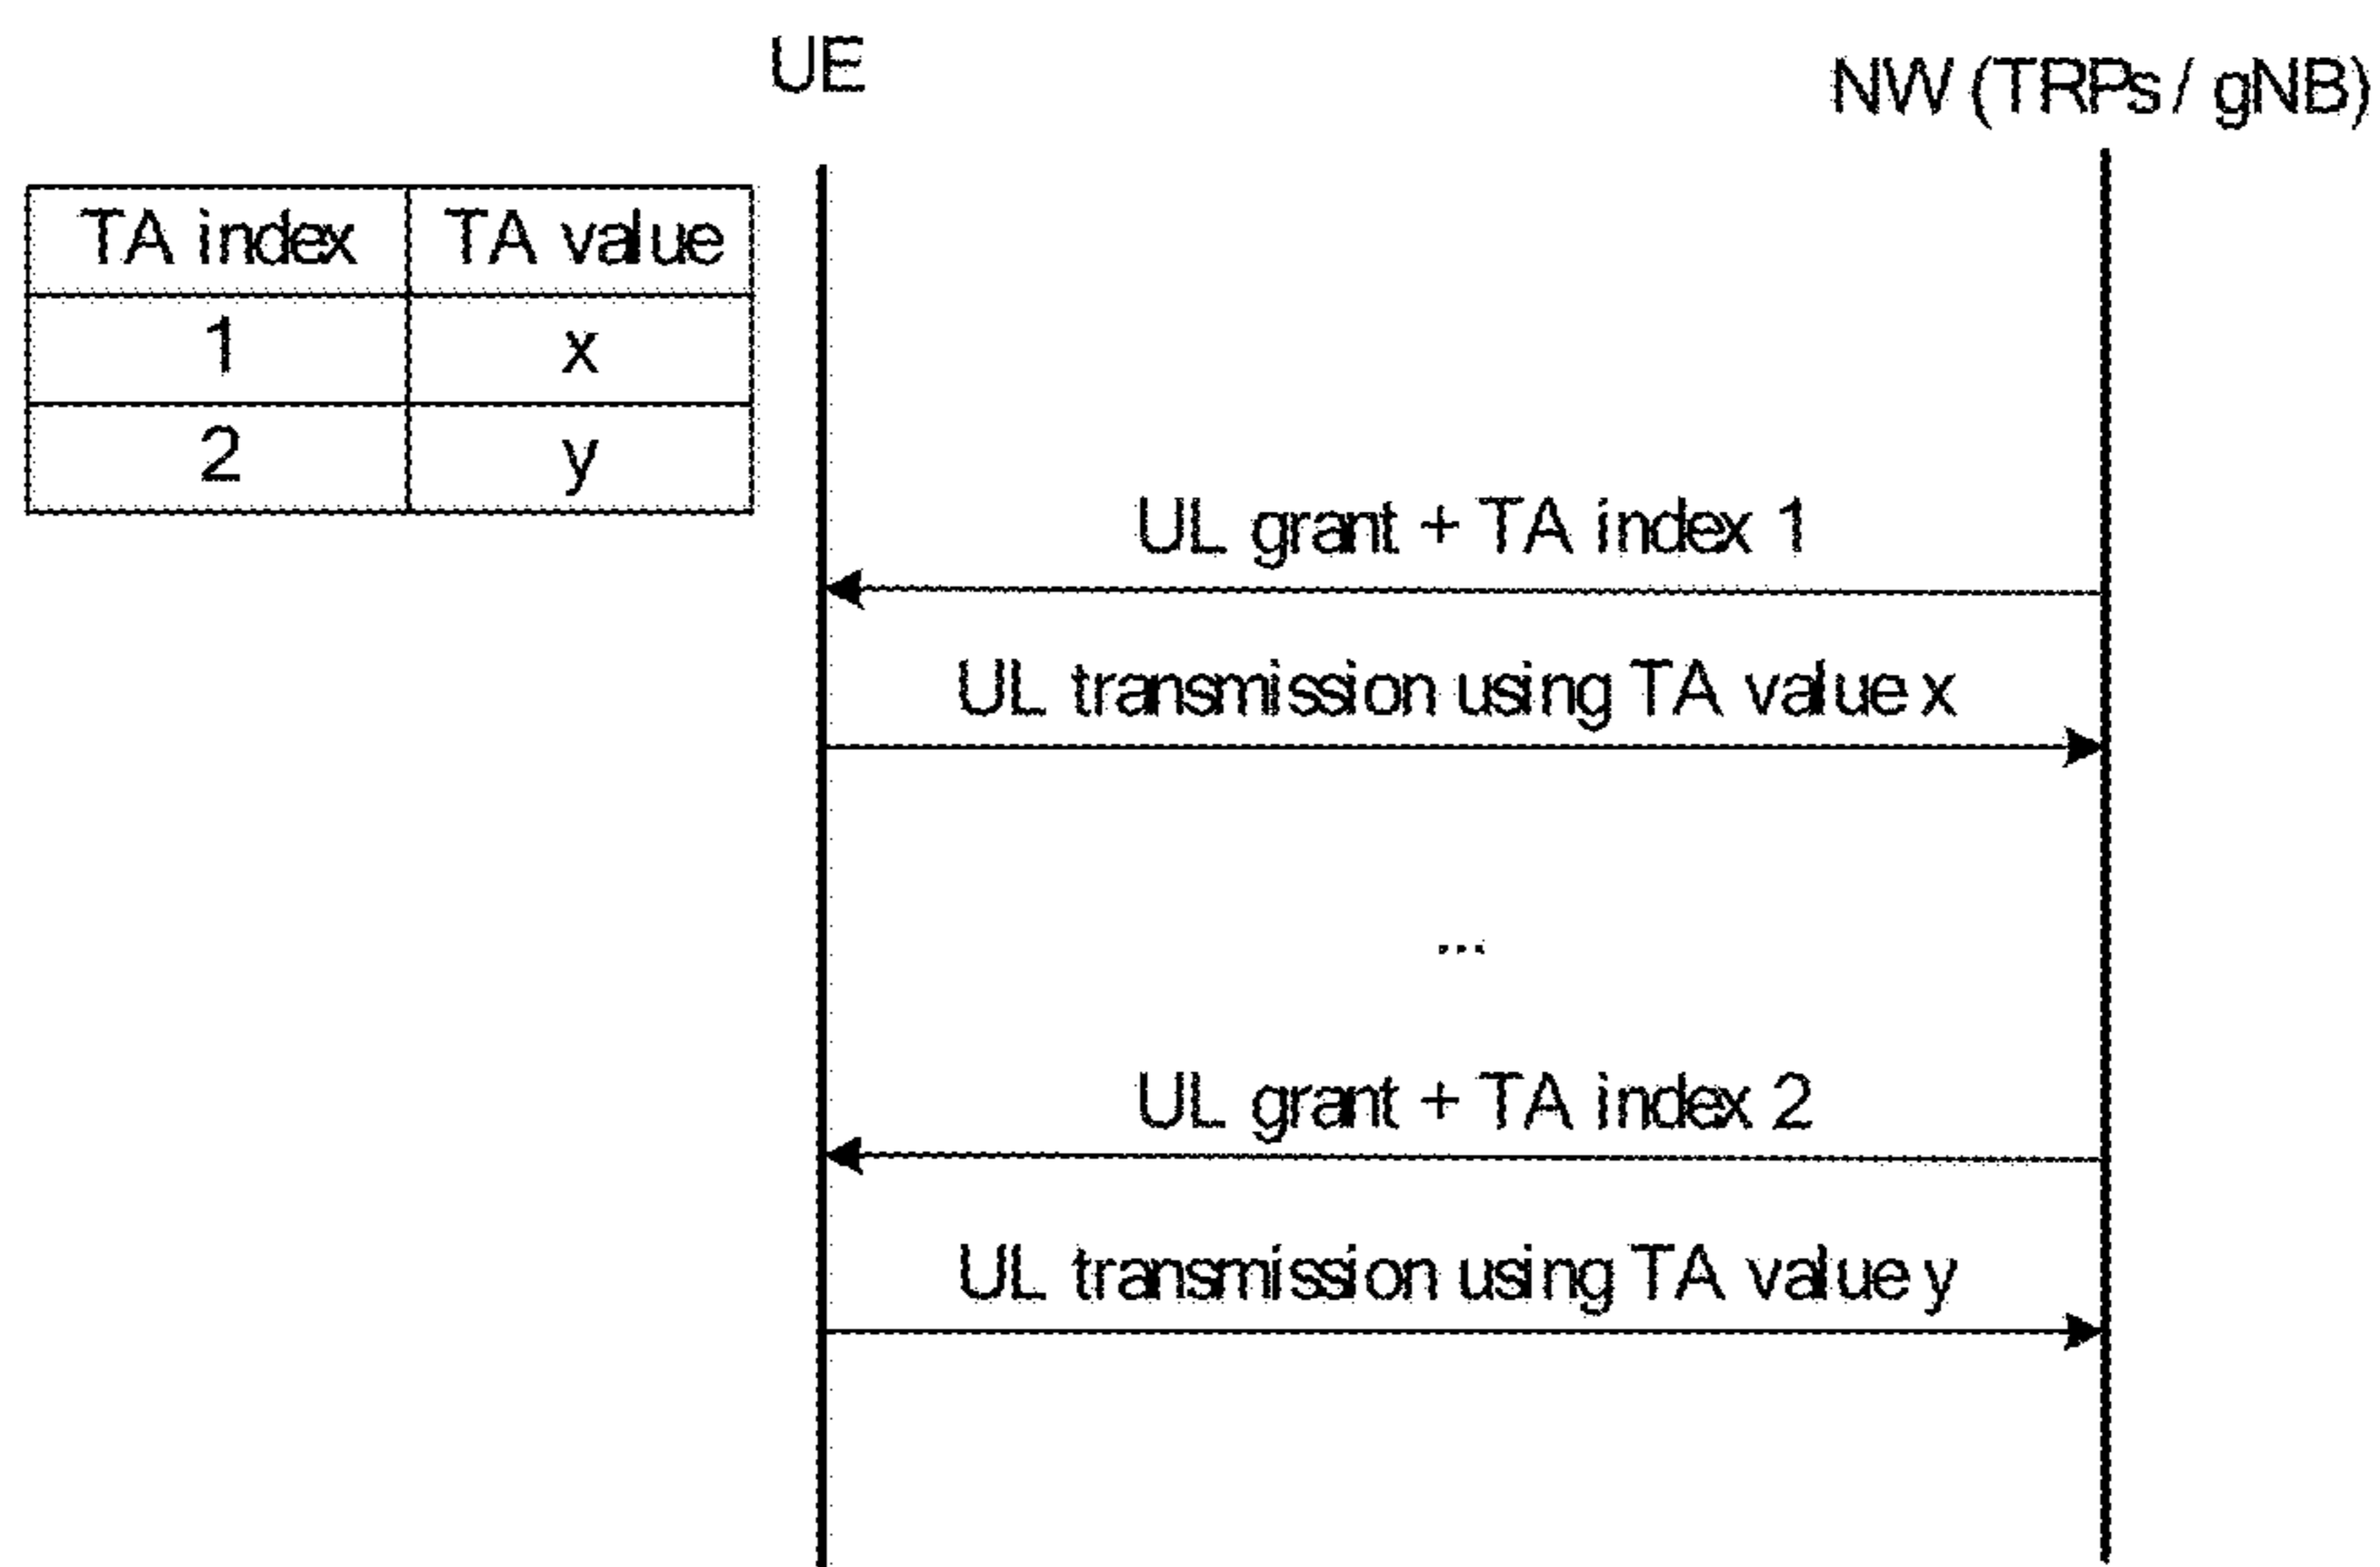 UE
NW (TRPs / gNB)
TA index TA value
1 x
2 y
UL grant + TA index 1
UL transmission using TA value x
...
UL grant + TA index 2
UL transmission using TA value y